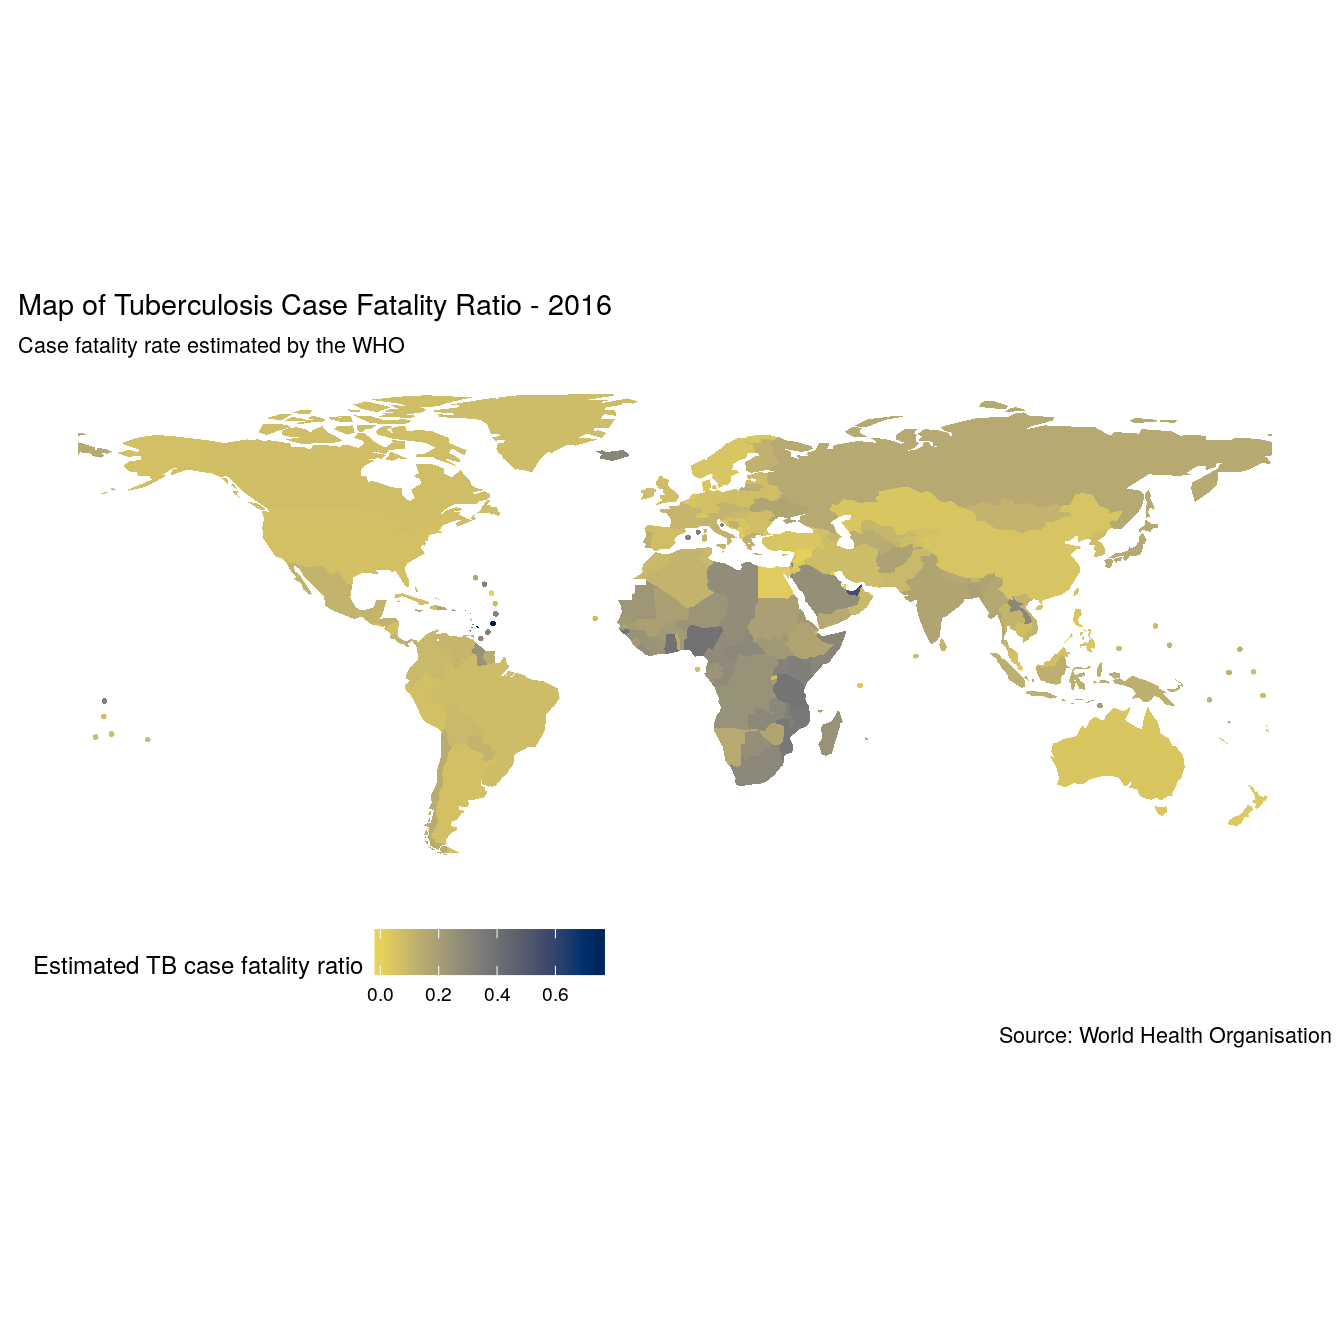 Map of Tuberculosis Case Fatality Ratio - 2016
Case fatality rate estimated by the WHO
Estimated TB case fatality ratio
0.0 0.2 0.4 0.6
Source: World Health Organisation